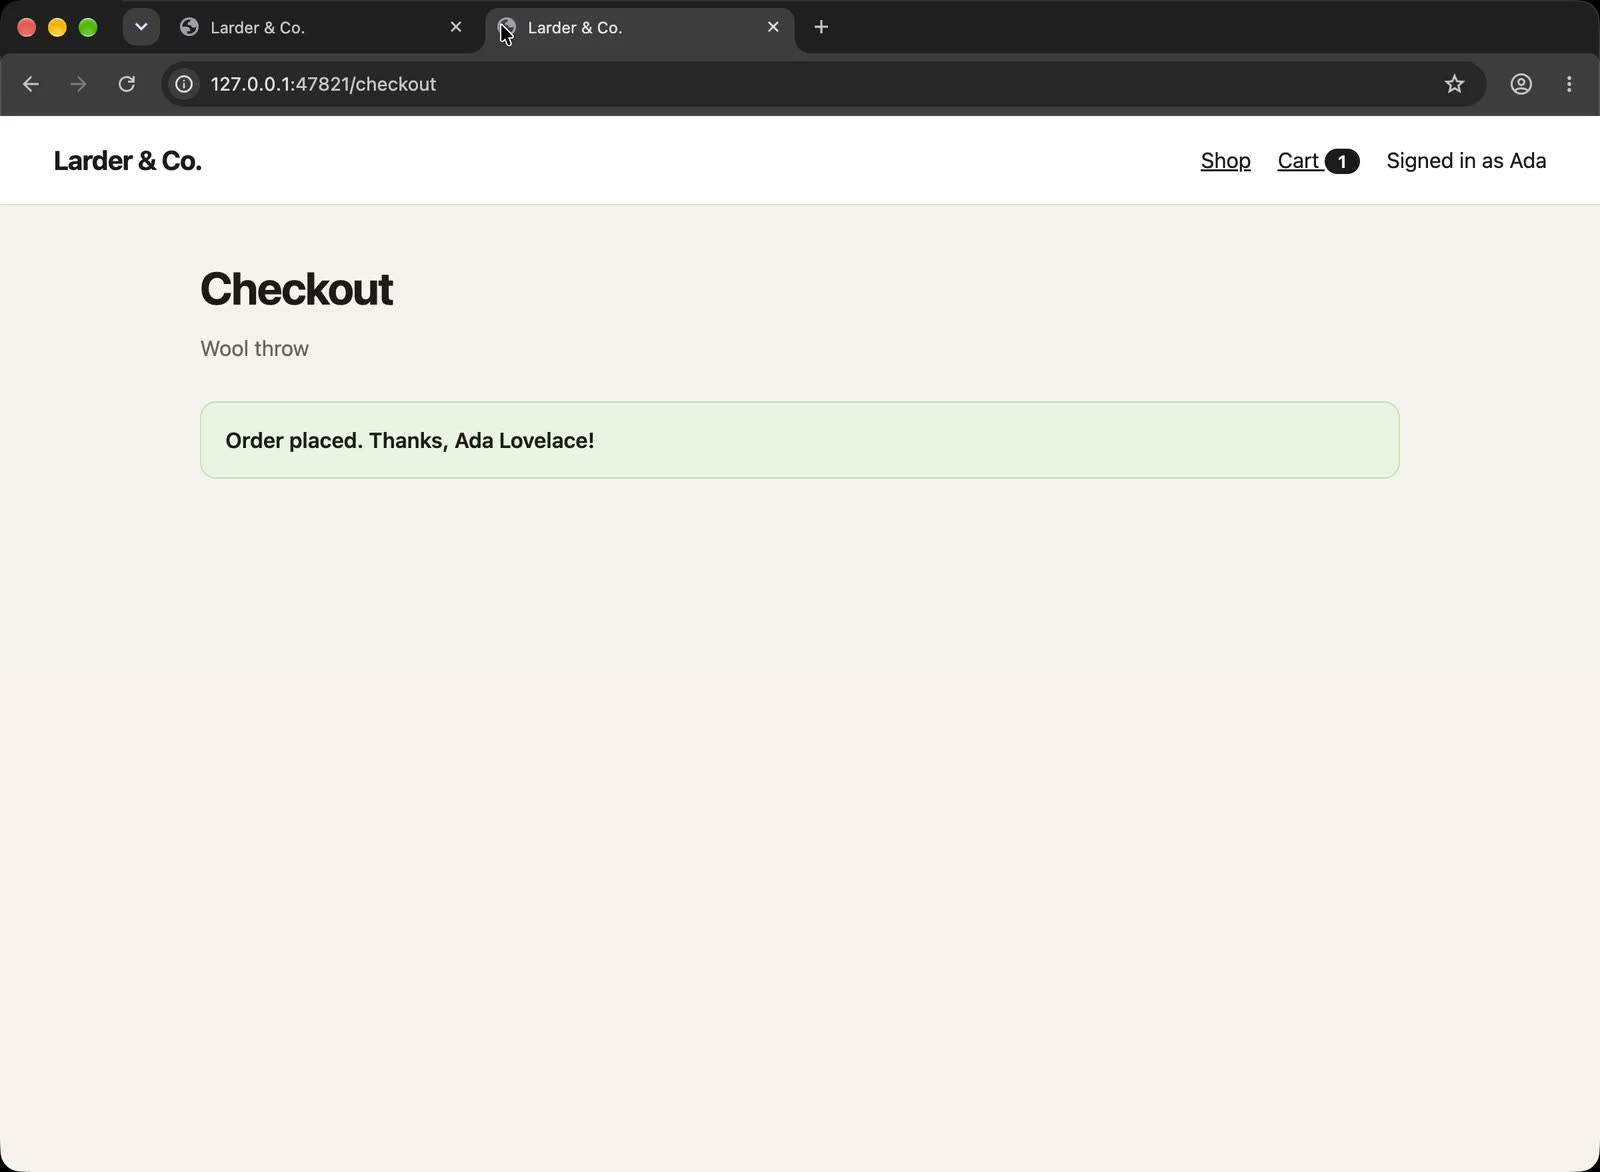 Larder & Co.
Larder & Co.
127.0.0.1:47821/checkout
Larder & Co.
Shop
Cart 1
Signed in as Ada
Checkout
Wool throw
Order placed. Thanks, Ada Lovelace!